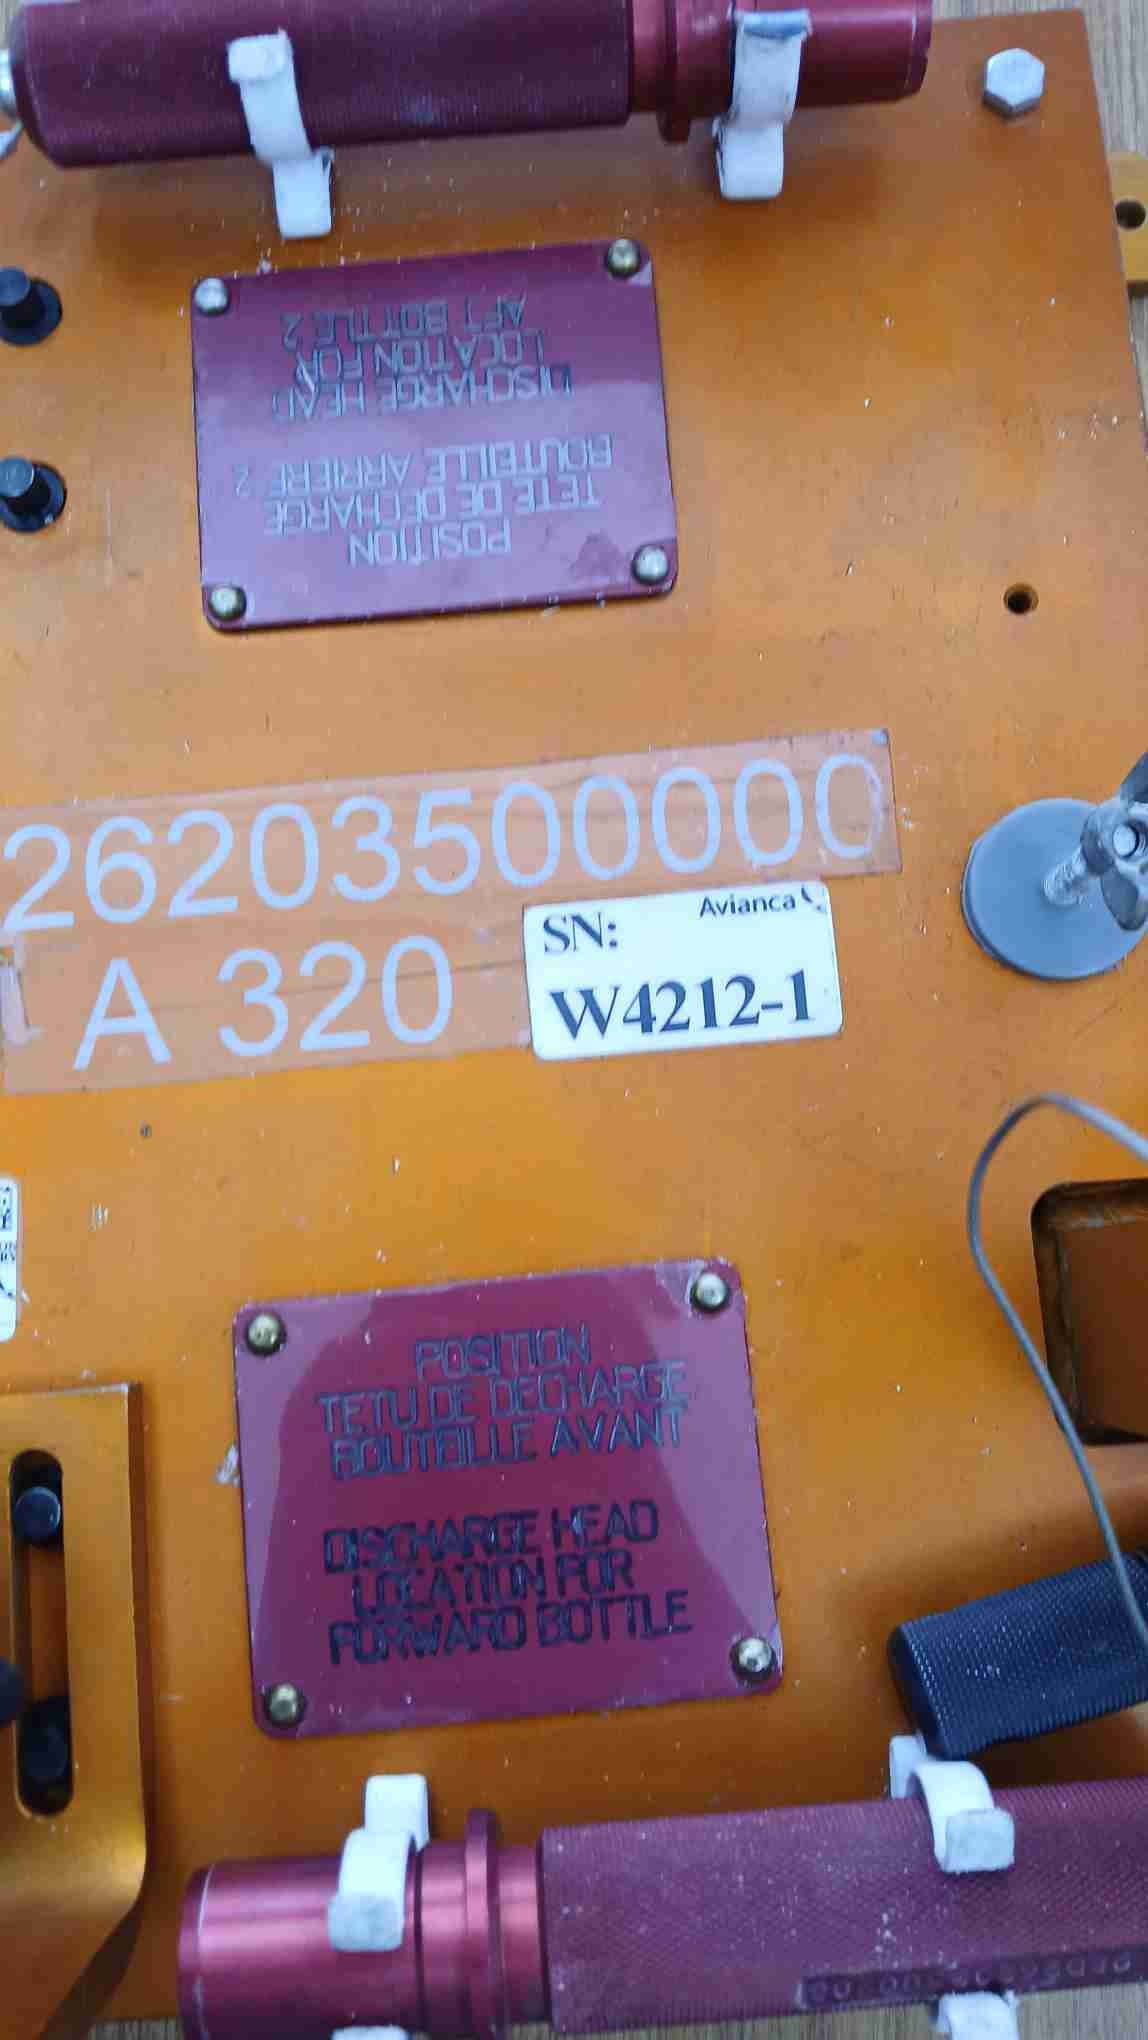 POSITION
TETE DE DECHARGE
BOUTEILLE ARRIERE 2
DISCHARGE HEAD
LOCATION FOR
AFT BOTTLE 2
26203500000
A 320
Avianca
SN:
W4212-1
POSITION
TETU DE DECHARGE
BOUTEILLE AVANT
DISCHARGE HEAD
LOCATION FOR
FORWARD BOTTLE